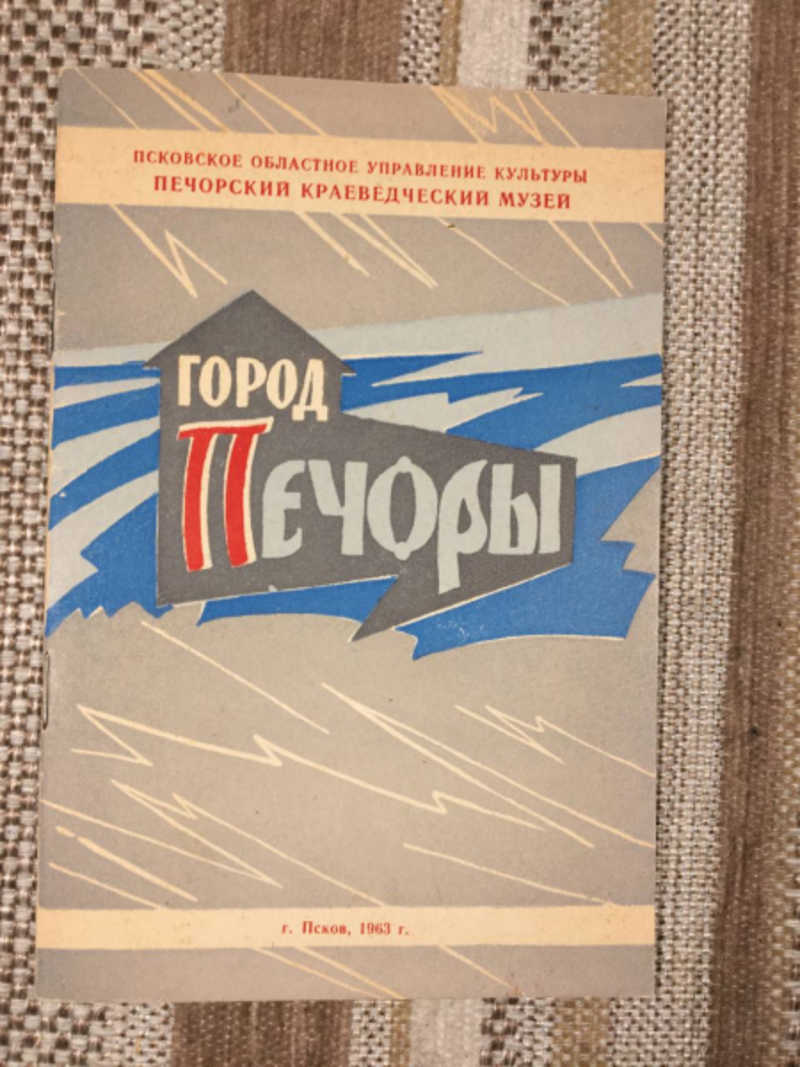 ПСКОВСКОЕ ОБЛАСТНОЕ УПРАВЛЕНИЕ КУЛЬТУРЫ
ПЕЧОРСКИЙ КРАЕВЕДЧЕСКИЙ МУЗЕЙ
ГОРОД
ПЕЧОРЫ
г. Псков, 1963 г.